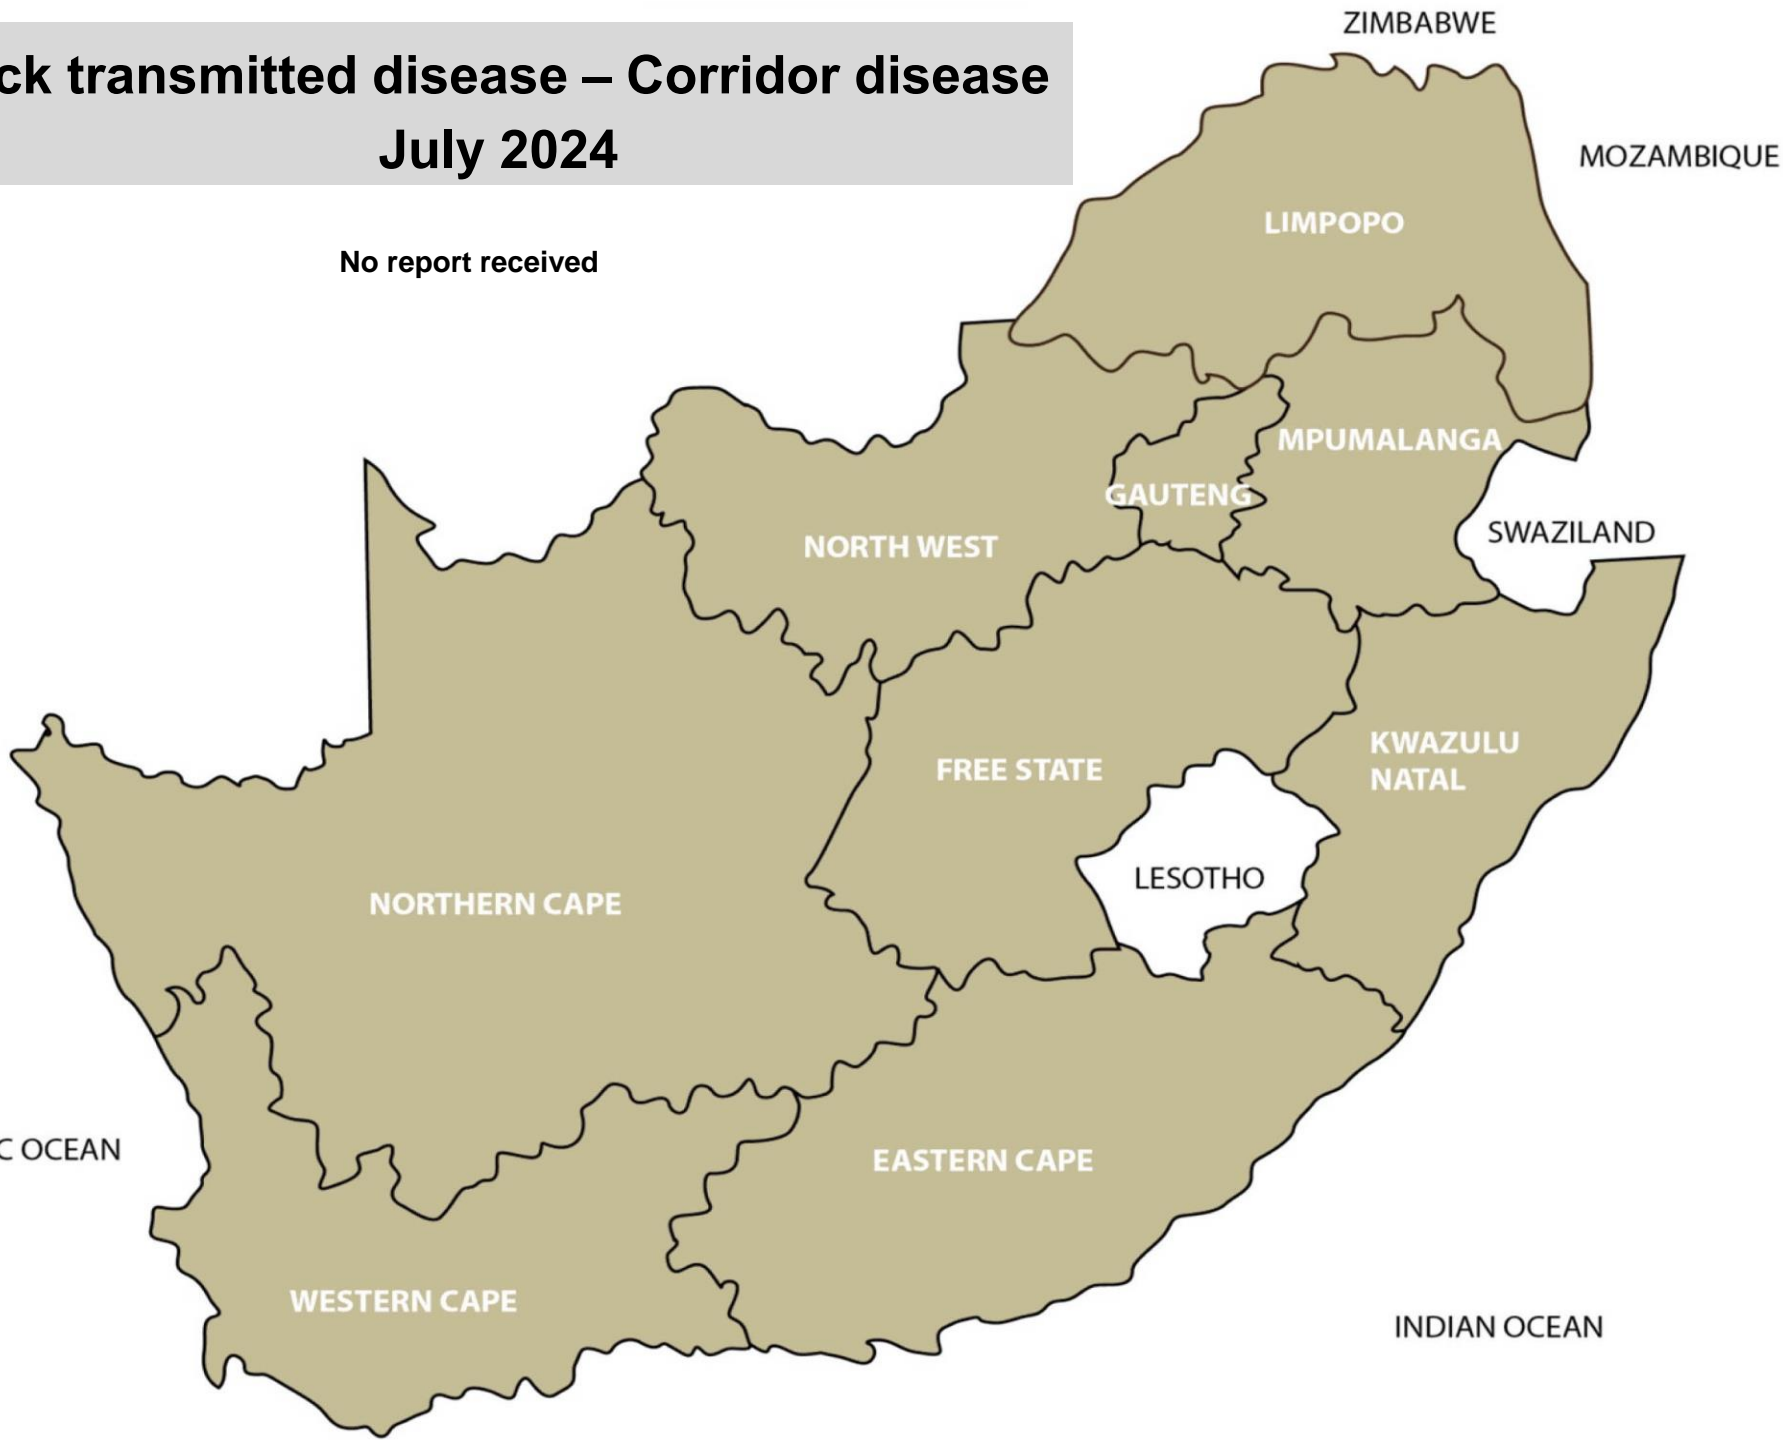 ZIMBABWE
ck transmitted disease – Corridor disease
July 2024
MOZAMBIQUE
LIMPOPO
No report received
MPUMALANGA
GAUTENG
SWAZILAND
NORTH WEST
KWAZULU
NATAL
FREE STATE
LESOTHO
NORTHERN CAPE
C OCEAN
EASTERN CAPE
WESTERN CAPE
INDIAN OCEAN